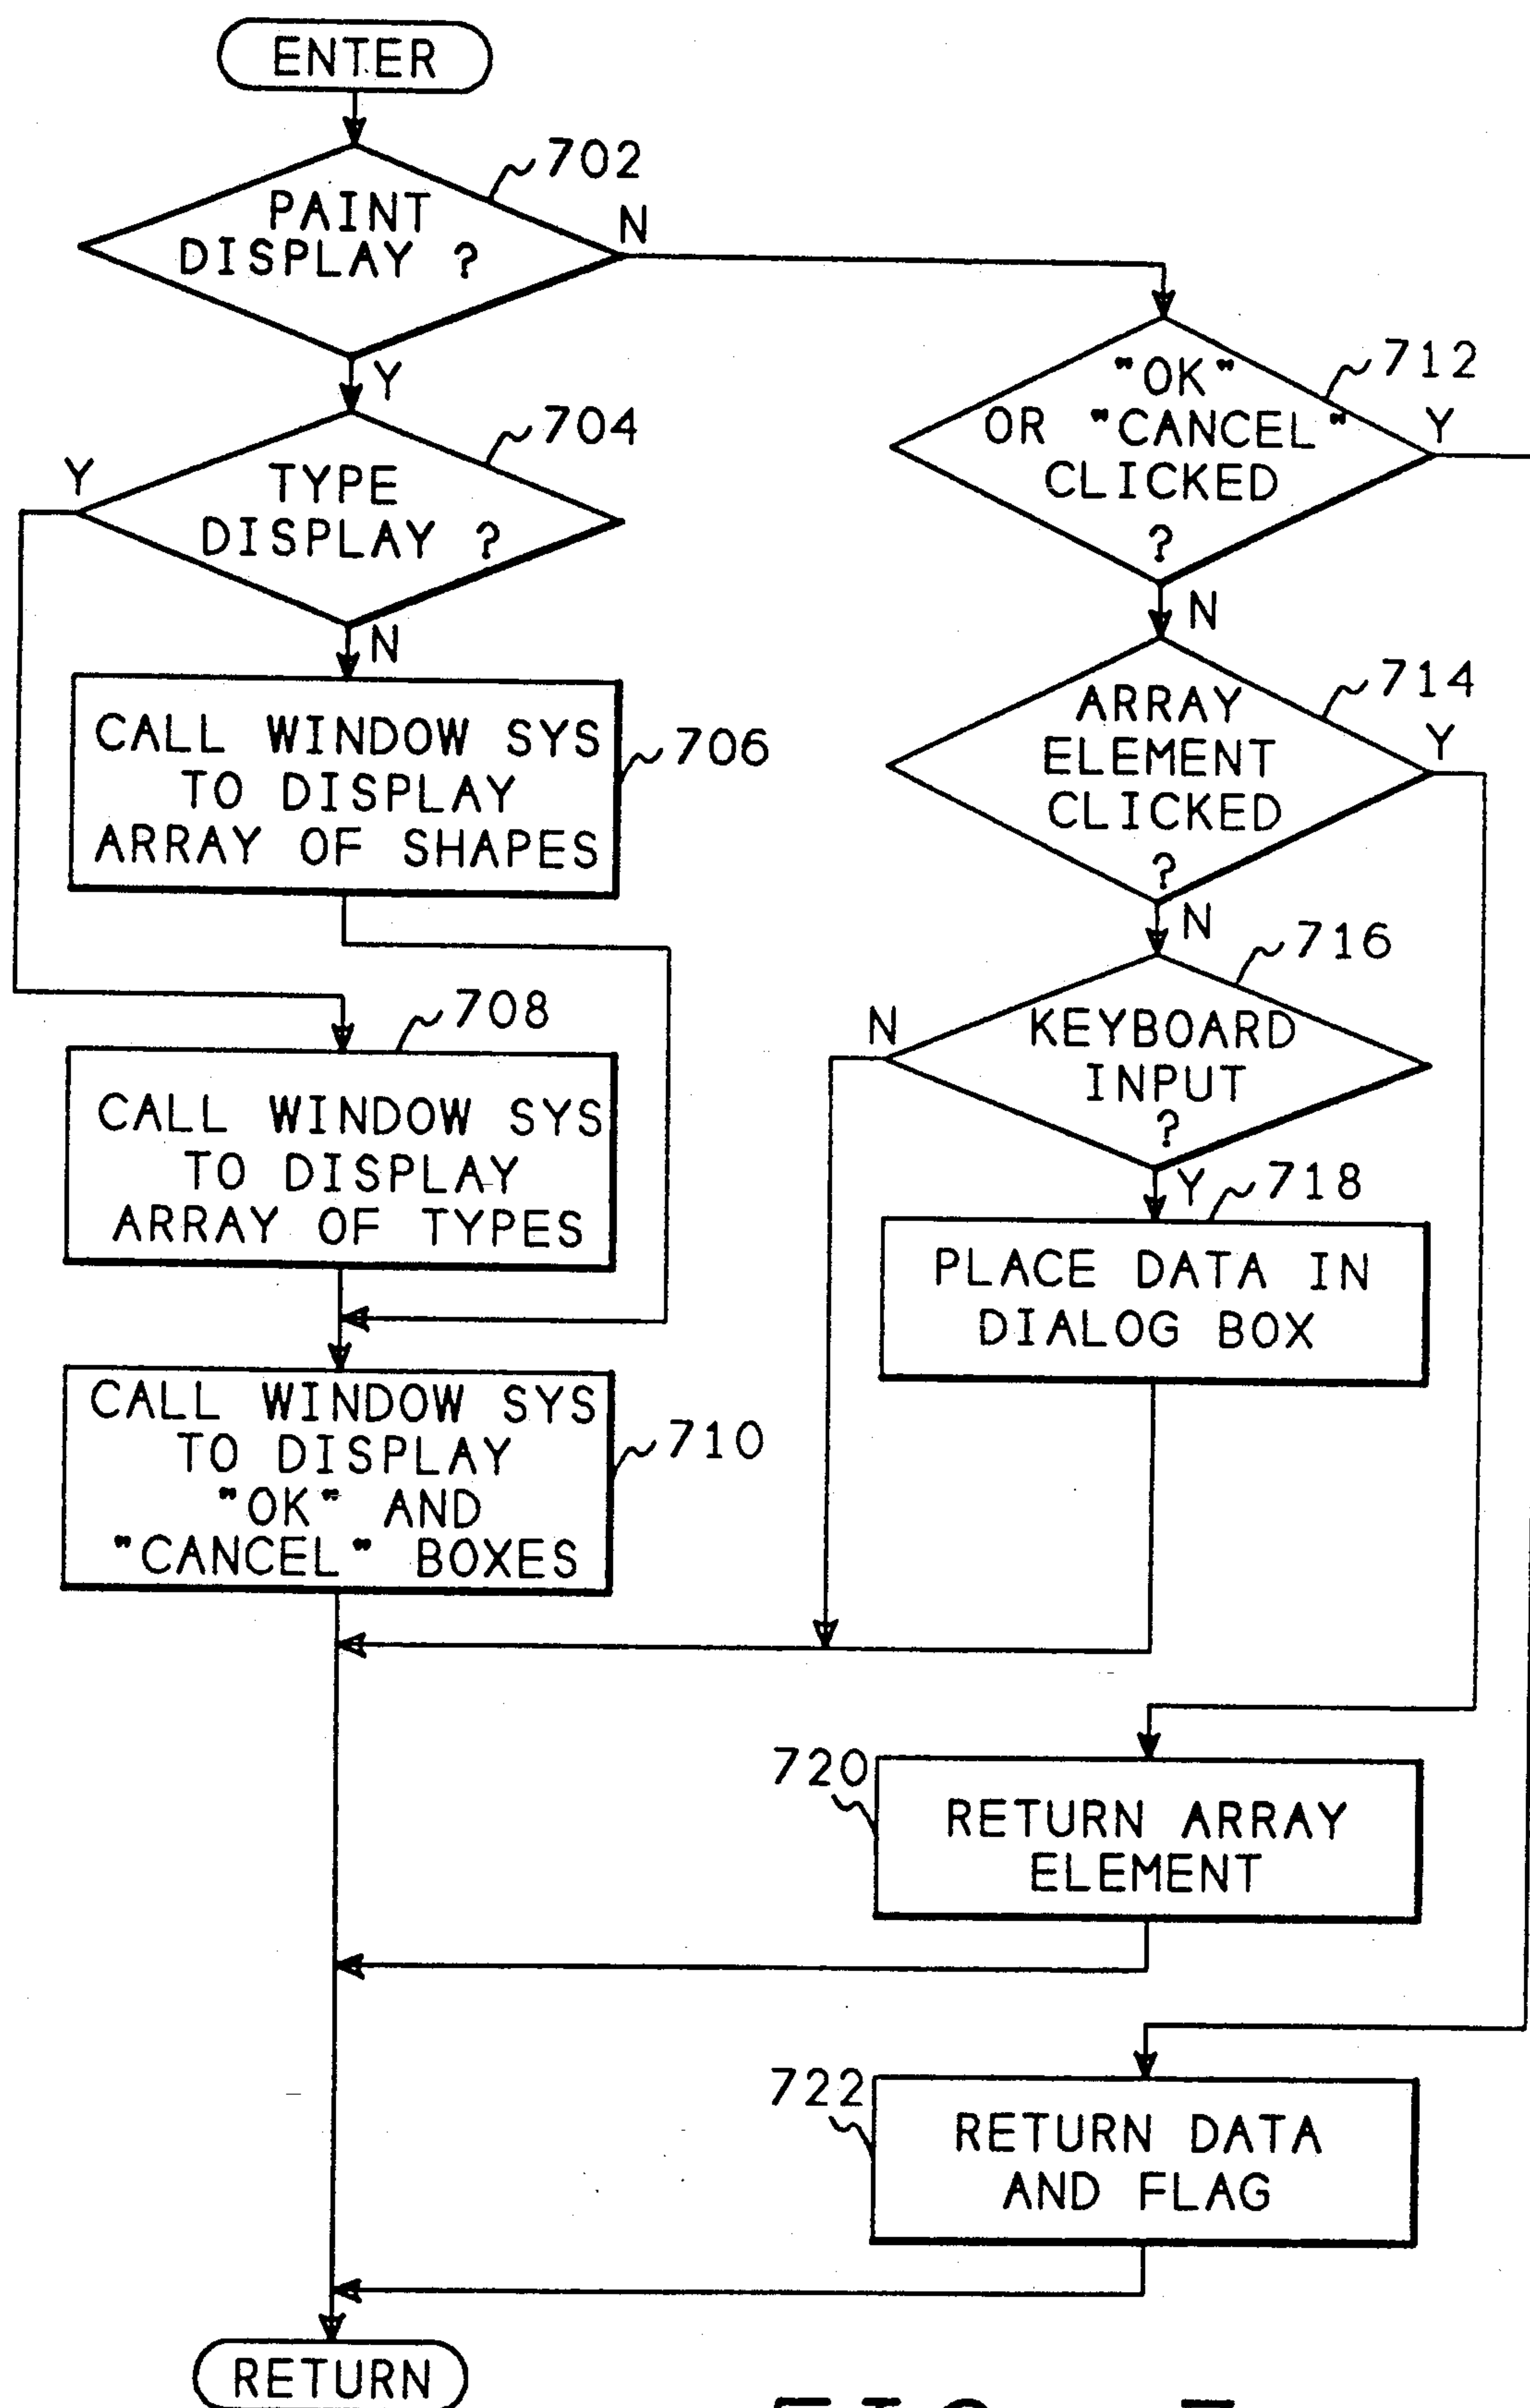 ENTER
702
PAINT
DISPLAY ?
N
Y
704
TYPE
DISPLAY ?
Y
N
CALL WINDOW SYS
TO DISPLAY
ARRAY OF SHAPES
706
708
CALL WINDOW SYS
TO DISPLAY
ARRAY OF TYPES
CALL WINDOW SYS
TO DISPLAY
"OK" AND
"CANCEL" BOXES
710
712
"OK"
OR "CANCEL"
CLICKED
?
Y
N
714
ARRAY
ELEMENT
CLICKED
?
Y
N
716
KEYBOARD
INPUT
?
N
Y
718
PLACE DATA IN
DIALOG BOX
720
RETURN ARRAY
ELEMENT
722
RETURN DATA
AND FLAG
RETURN